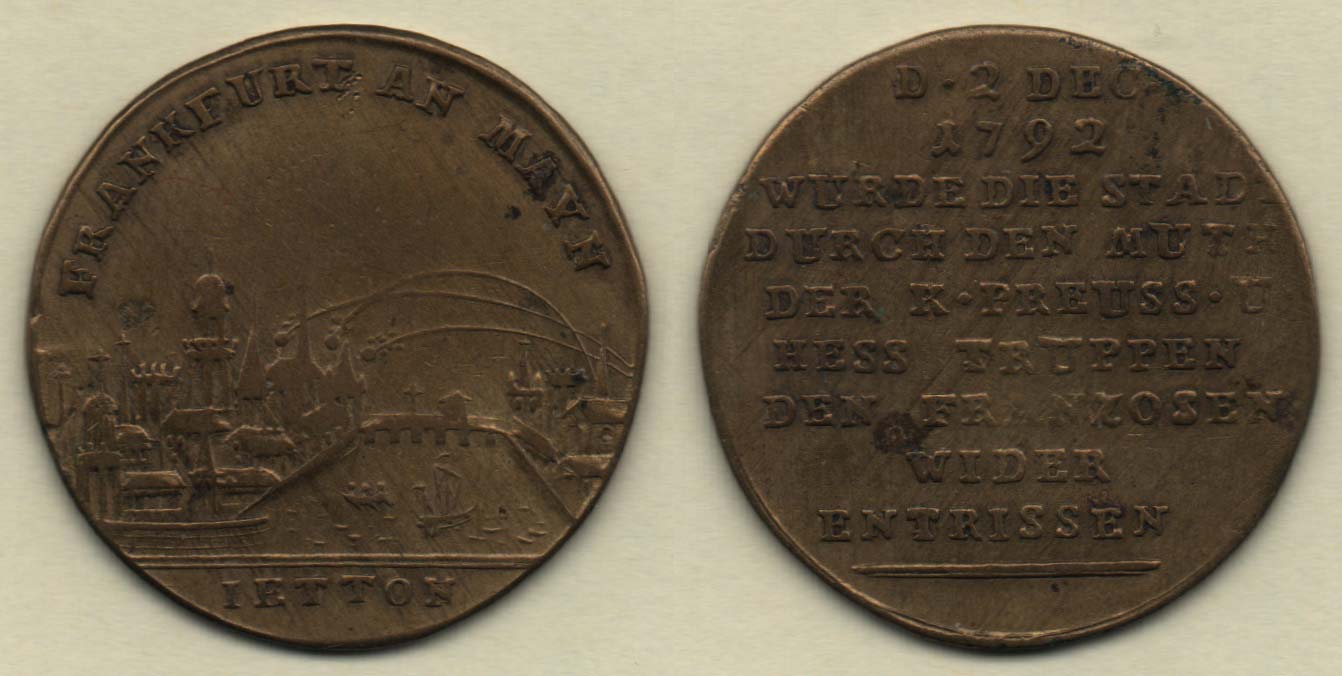 FRANKFURT AN MAYN
IETTON
D · 2 DEC
1792
WURDE DIE STADT
DURCH DEN MUTH
DER K · PREUSS · U
HESS TRUPPEN
DEN FRANZOSEN
WIDER
ENTRISSEN